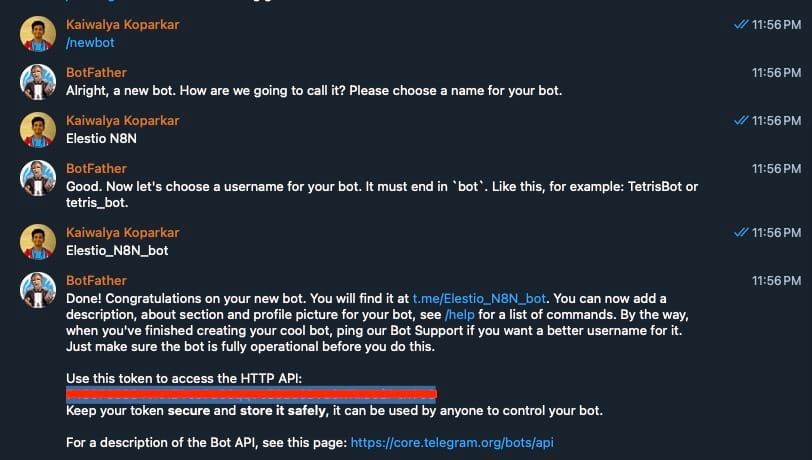 Kaiwalya Koparkar 11:56 PM
/newbot
BotFather 11:56 PM
Alright, a new bot. How are we going to call it? Please choose a name for your bot.
Kaiwalya Koparkar 11:56 PM
Elestio N8N
BotFather 11:56 PM
Good. Now let's choose a username for your bot. It must end in `bot`. Like this, for example: TetrisBot or
tetris_bot.
Kaiwalya Koparkar 11:56 PM
Elestio_N8N_bot
BotFather 11:56 PM
Done! Congratulations on your new bot. You will find it at t.me/Elestio_N8N_bot. You can now add a
description, about section and profile picture for your bot, see /help for a list of commands. By the way,
when you've finished creating your cool bot, ping our Bot Support if you want a better username for it.
Just make sure the bot is fully operational before you do this.
Use this token to access the HTTP API:
Keep your token secure and store it safely, it can be used by anyone to control your bot.
For a description of the Bot API, see this page: https://core.telegram.org/bots/api